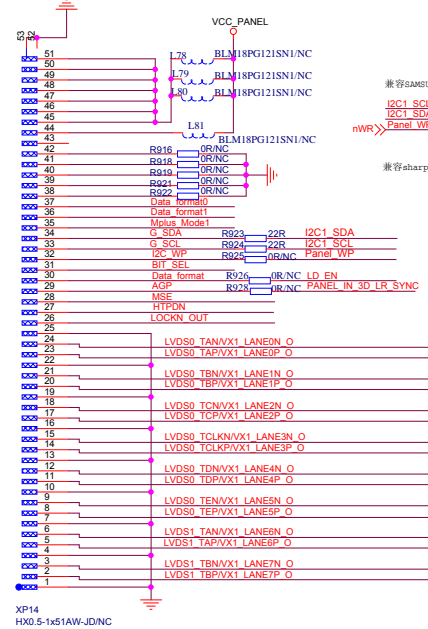 53
52
VCC_PANEL
51
50
49
48
47
46
45
44
43
42
41
40
39
38
37
36
35
34
33
32
31
30
29
28
27
26
25
24
23
22
21
20
19
18
17
16
15
14
13
12
11
10
9
8
7
6
5
4
3
2
1
L78 BLM18PG121SN1/NC
L79 BLM18PG121SN1/NC
L80 BLM18PG121SN1/NC
L81 BLM18PG121SN1/NC
兼容SAMSU
I2C1_SCL
I2C1_SDA
nWR Panel_WP
兼容sharp
R916 0R/NC
R918 0R/NC
R919 0R/NC
R921 0R/NC
R922 0R/NC
Data_format0
Data_format1
Mplus_Mode1
G_SDA R923 22R I2C1_SDA
G_SCL R924 22R I2C1_SCL
I2C_WP R925 0R/NC Panel_WP
BIT_SEL
Data_format R926 0R/NC LD_EN
AGP R928 0R/NC PANEL_IN_3D_LR_SYNC
MSE
HTPDN
LOCKN_OUT
LVDS0_TAN/VX1_LANE0N_O
LVDS0_TAP/VX1_LANE0P_O
LVDS0_TBN/VX1_LANE1N_O
LVDS0_TBP/VX1_LANE1P_O
LVDS0_TCN/VX1_LANE2N_O
LVDS0_TCP/VX1_LANE2P_O
LVDS0_TCLKN/VX1_LANE3N_O
LVDS0_TCLKP/VX1_LANE3P_O
LVDS0_TDN/VX1_LANE4N_O
LVDS0_TDP/VX1_LANE4P_O
LVDS0_TEN/VX1_LANE5N_O
LVDS0_TEP/VX1_LANE5P_O
LVDS1_TAN/VX1_LANE6N_O
LVDS1_TAP/VX1_LANE6P_O
LVDS1_TBN/VX1_LANE7N_O
LVDS1_TBP/VX1_LANE7P_O
XP14
HX0.5-1x51AW-JD/NC